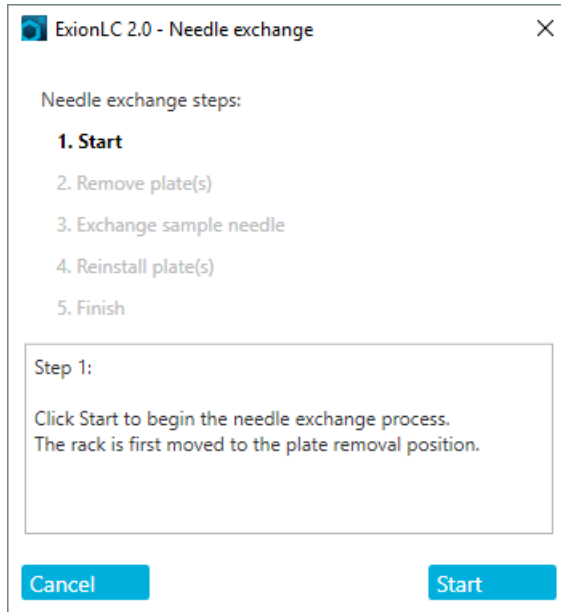 ExionLC 2.0 - Needle exchange
Needle exchange steps:
1. Start
2. Remove plate(s)
3. Exchange sample needle
4. Reinstall plate(s)
5. Finish
Step 1:
Click Start to begin the needle exchange process.
The rack is first moved to the plate removal position.
Cancel
Start